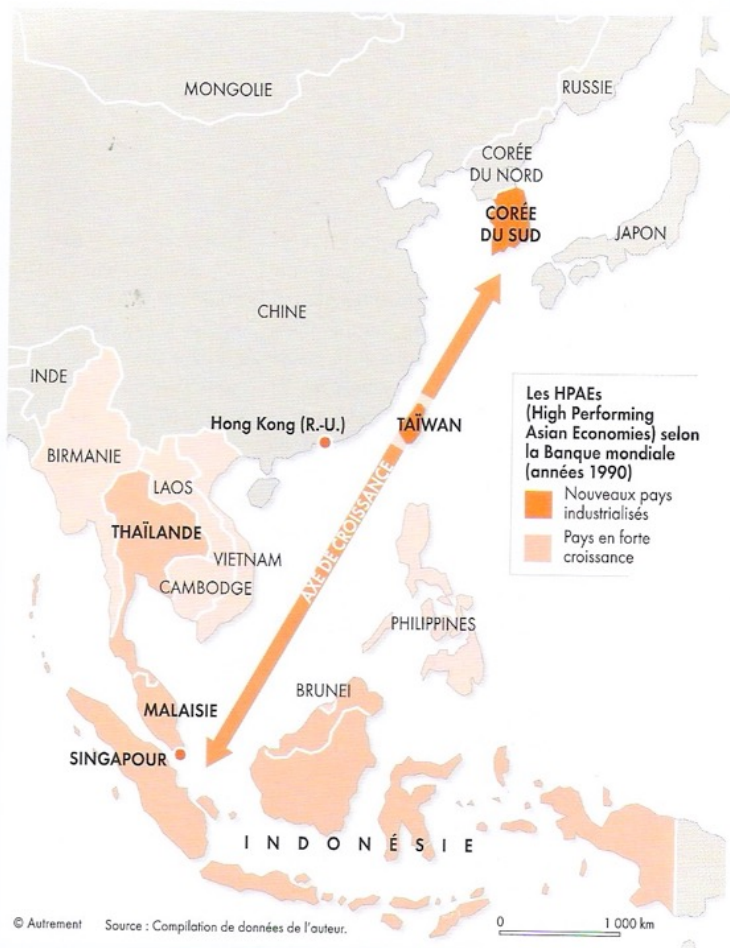 MONGOLIE
RUSSIE
CORÉE
DU NORD
CORÉE
DU SUD
JAPON
CHINE
INDE
Hong Kong (R.-U.)
TAÏWAN
BIRMANIE
LAOS
THAÏLANDE
VIETNAM
CAMBODGE
AXE DE CROISSANCE
PHILIPPINES
Les HPAEs
(High Performing
Asian Economies) selon
la Banque mondiale
(années 1990)
Nouveaux pays
industrialisés
Pays en forte
croissance
BRUNEI
MALAISIE
SINGAPOUR
INDONÉSIE
© Autrement Source : Compilation de données de l'auteur.
0 1 000 km